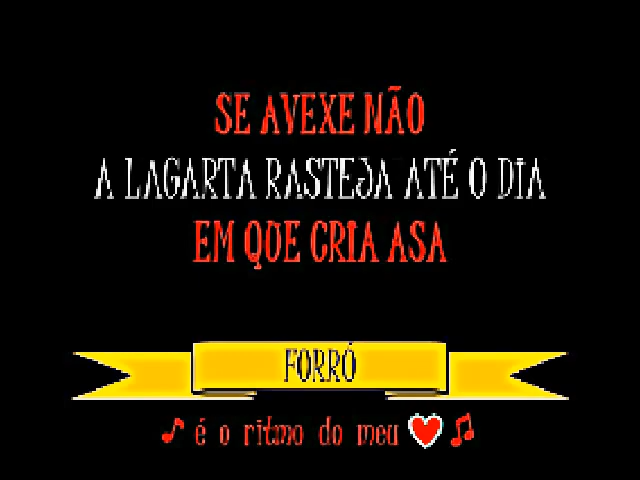 SE AVEXE NÃO
A LAGARTA RASTEJA ATÉ O DIA
EM QUE CRIA ASA
FORRÓ
♪ é o ritmo do meu ❤♫